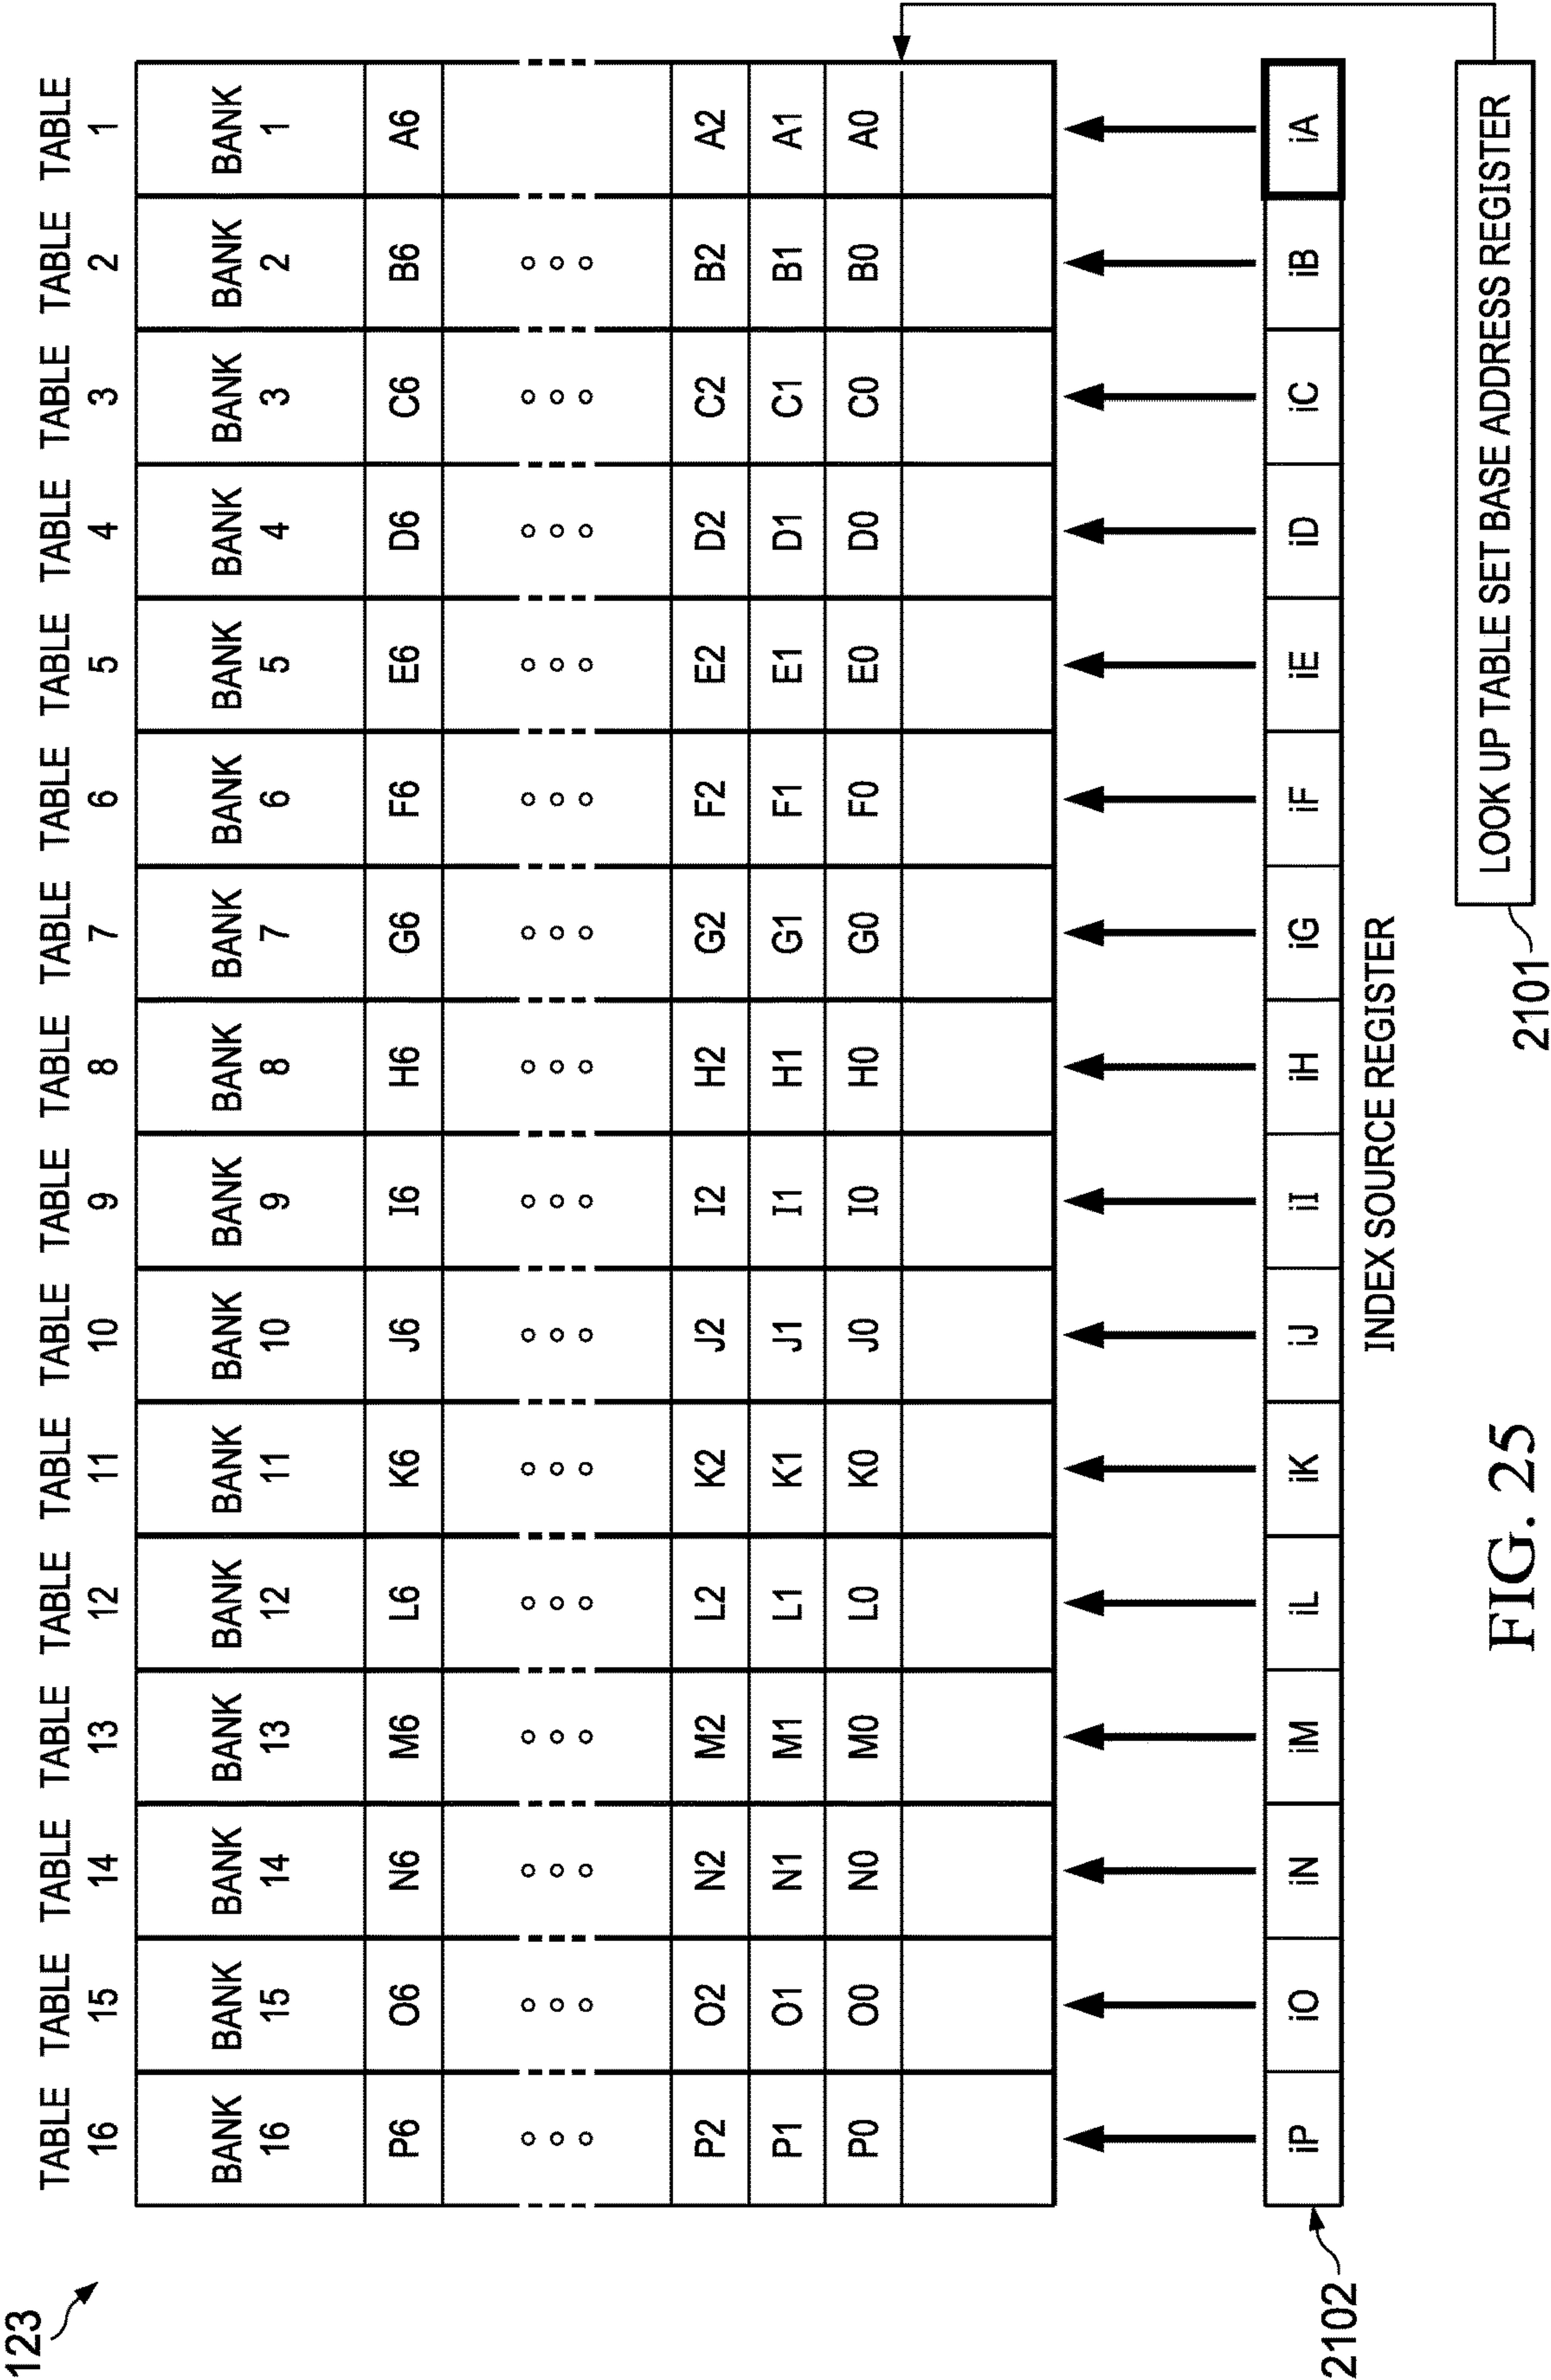 123
TABLE TABLE TABLE TABLE TABLE TABLE TABLE TABLE TABLE TABLE TABLE TABLE TABLE TABLE TABLE TABLE
16 15 14 13 12 11 10 9 8 7 6 5 4 3 2 1
BANK BANK BANK BANK BANK BANK BANK BANK BANK BANK BANK BANK BANK BANK BANK BANK
16 15 14 13 12 11 10 9 8 7 6 5 4 3 2 1
P6 O6 N6 M6 L6 K6 J6 I6 H6 G6 F6 E6 D6 C6 B6 A6
P2 O2 N2 M2 L2 K2 J2 I2 H2 G2 F2 E2 D2 C2 B2 A2
P1 O1 N1 M1 L1 K1 J1 I1 H1 G1 F1 E1 D1 C1 B1 A1
P0 O0 N0 M0 L0 K0 J0 I0 H0 G0 F0 E0 D0 C0 B0 A0
iP iO iN iM iL iK iJ iI iH iG iF iE iD iC iB iA
2102
INDEX SOURCE REGISTER
LOOK UP TABLE SET BASE ADDRESS REGISTER
2101
FIG. 25